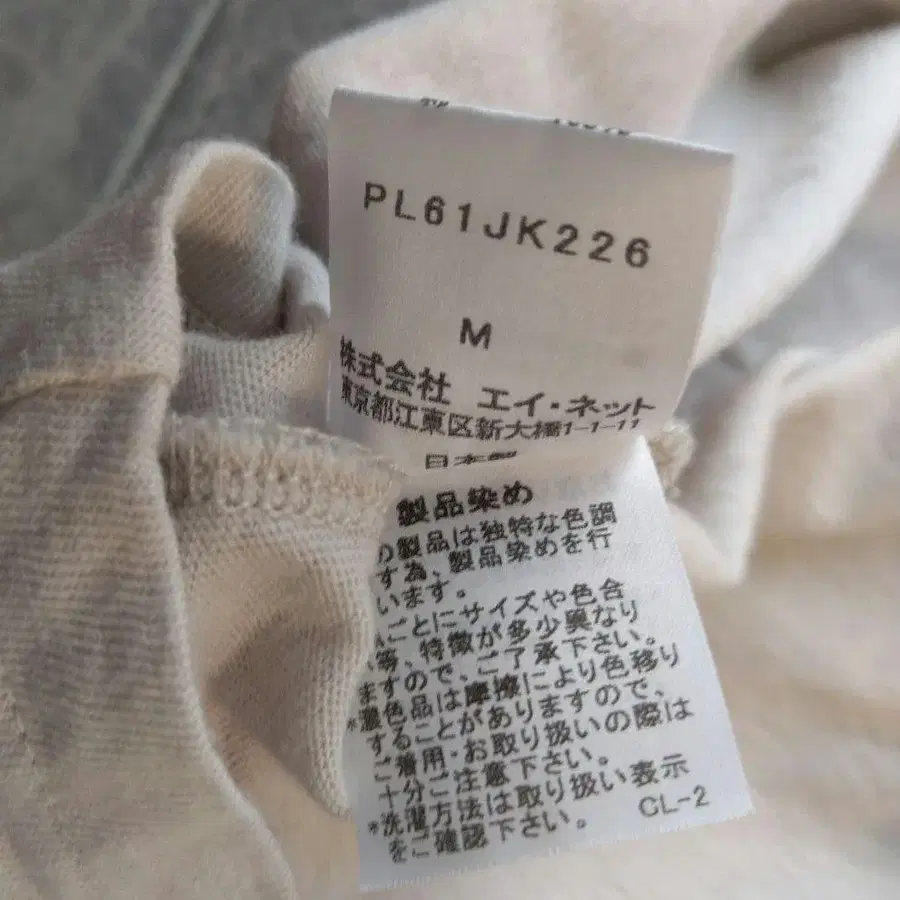 PL61JK226
M
株式会社 エイ・ネット
東京都江東区新大橋1-1-11
日本製
製品染め
の製品は独特な色調
す為、製品染めを行
います。
ごとにサイズや色合
い等、特徴が多少異なり
ますので、ご了承下さい。
*濃色品は摩擦により色移り
することがありますので、
ご着用・お取り扱いの際は
十分ご注意下さい。
*洗濯方法は取り扱い表示
をご確認下さい。 CL-2